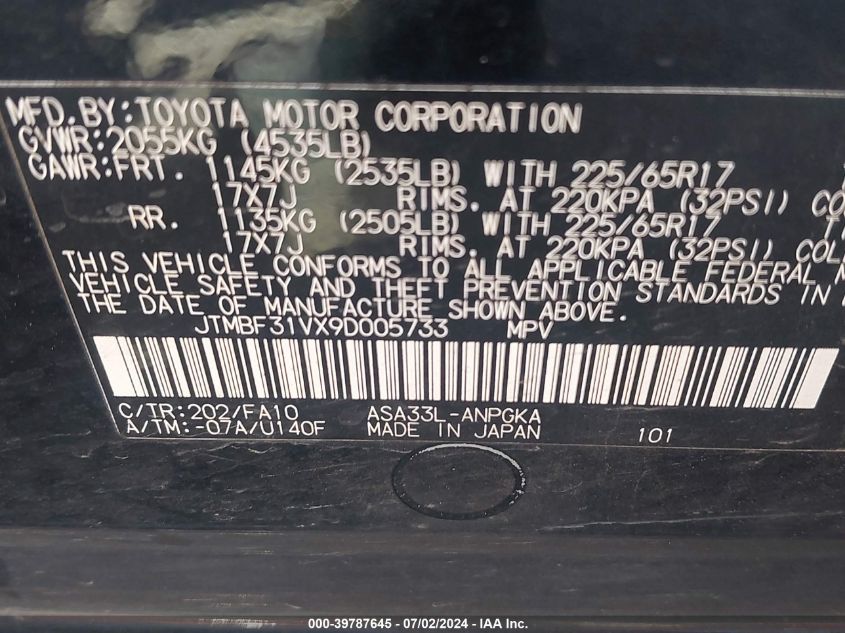 MFD.BY:TOYOTA MOTOR CORPORATION
GVWR:2055KG (4535LB)
GAWR:FRT. 1145KG (2535LB) WITH 225/65R17
17X7J RIMS. AT 220KPA (32PSI)
RR. 1135KG (2505LB) WITH 225/65R17
17X7J RIMS. AT 220KPA (32PSI)
THIS VEHICLE CONFORMS TO ALL APPLICABLE FEDERAL
VEHICLE SAFETY AND THEFT PREVENTION STANDARDS IN
THE DATE OF MANUFACTURE SHOWN ABOVE.
JTMBF31VX9D005733 MPV
C/TR:202/FA10 ASA33L-ANPGKA
A/TM:-07A/U140F MADE IN JAPAN 101
000-39787645 - 07/02/2024 - IAA Inc.